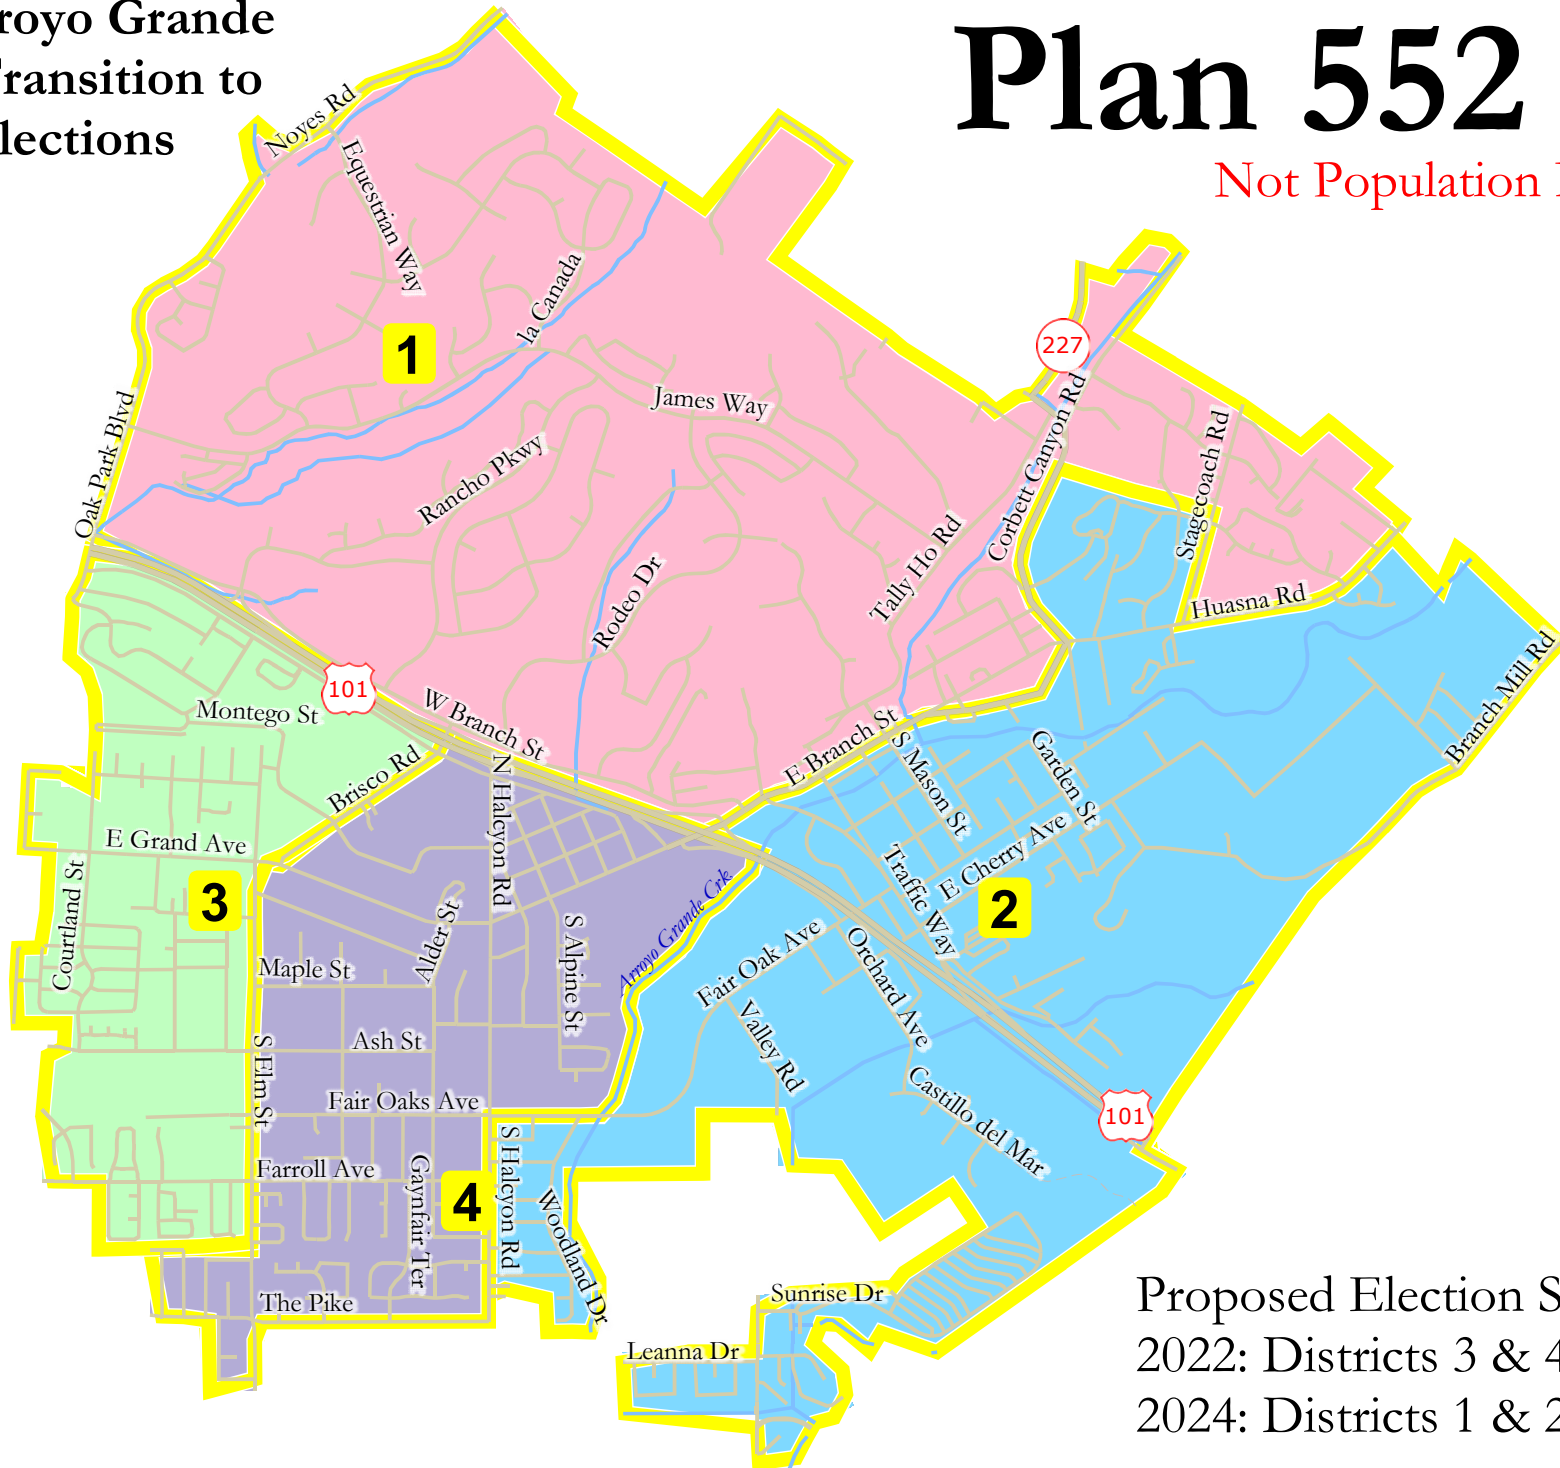 royo Grande
Transition to
lections
Plan 552
Not Population
Noyes Rd
Equestrian Way
la Canada
1
227
James Way
Oak Park Blvd
Rancho Pkwy
Corbett Canyon Rd
Stagecoach Rd
Tally Ho Rd
Rodeo Dr
Huasna Rd
Branch Mill Rd
101
Montego St
W Branch St
E Branch St
Brisco Rd
N Halcyon Rd
S Mason St
Garden St
E Grand Ave
Courtland St
3
E Cherry Ave
Traffic Way
2
Arroyo Grande Crk
Alder St
S Alpine St
Maple St
Fair Oak Ave
Orchard Ave
Valley Rd
Ash St
S Elm St
Fair Oaks Ave
Castillo del Mar
101
Farroll Ave
Gaynfair Ter
4
S Halcyon Rd
Woodland Dr
The Pike
Sunrise Dr
Leanna Dr
Proposed Election S
2022: Districts 3 & 4
2024: Districts 1 & 2